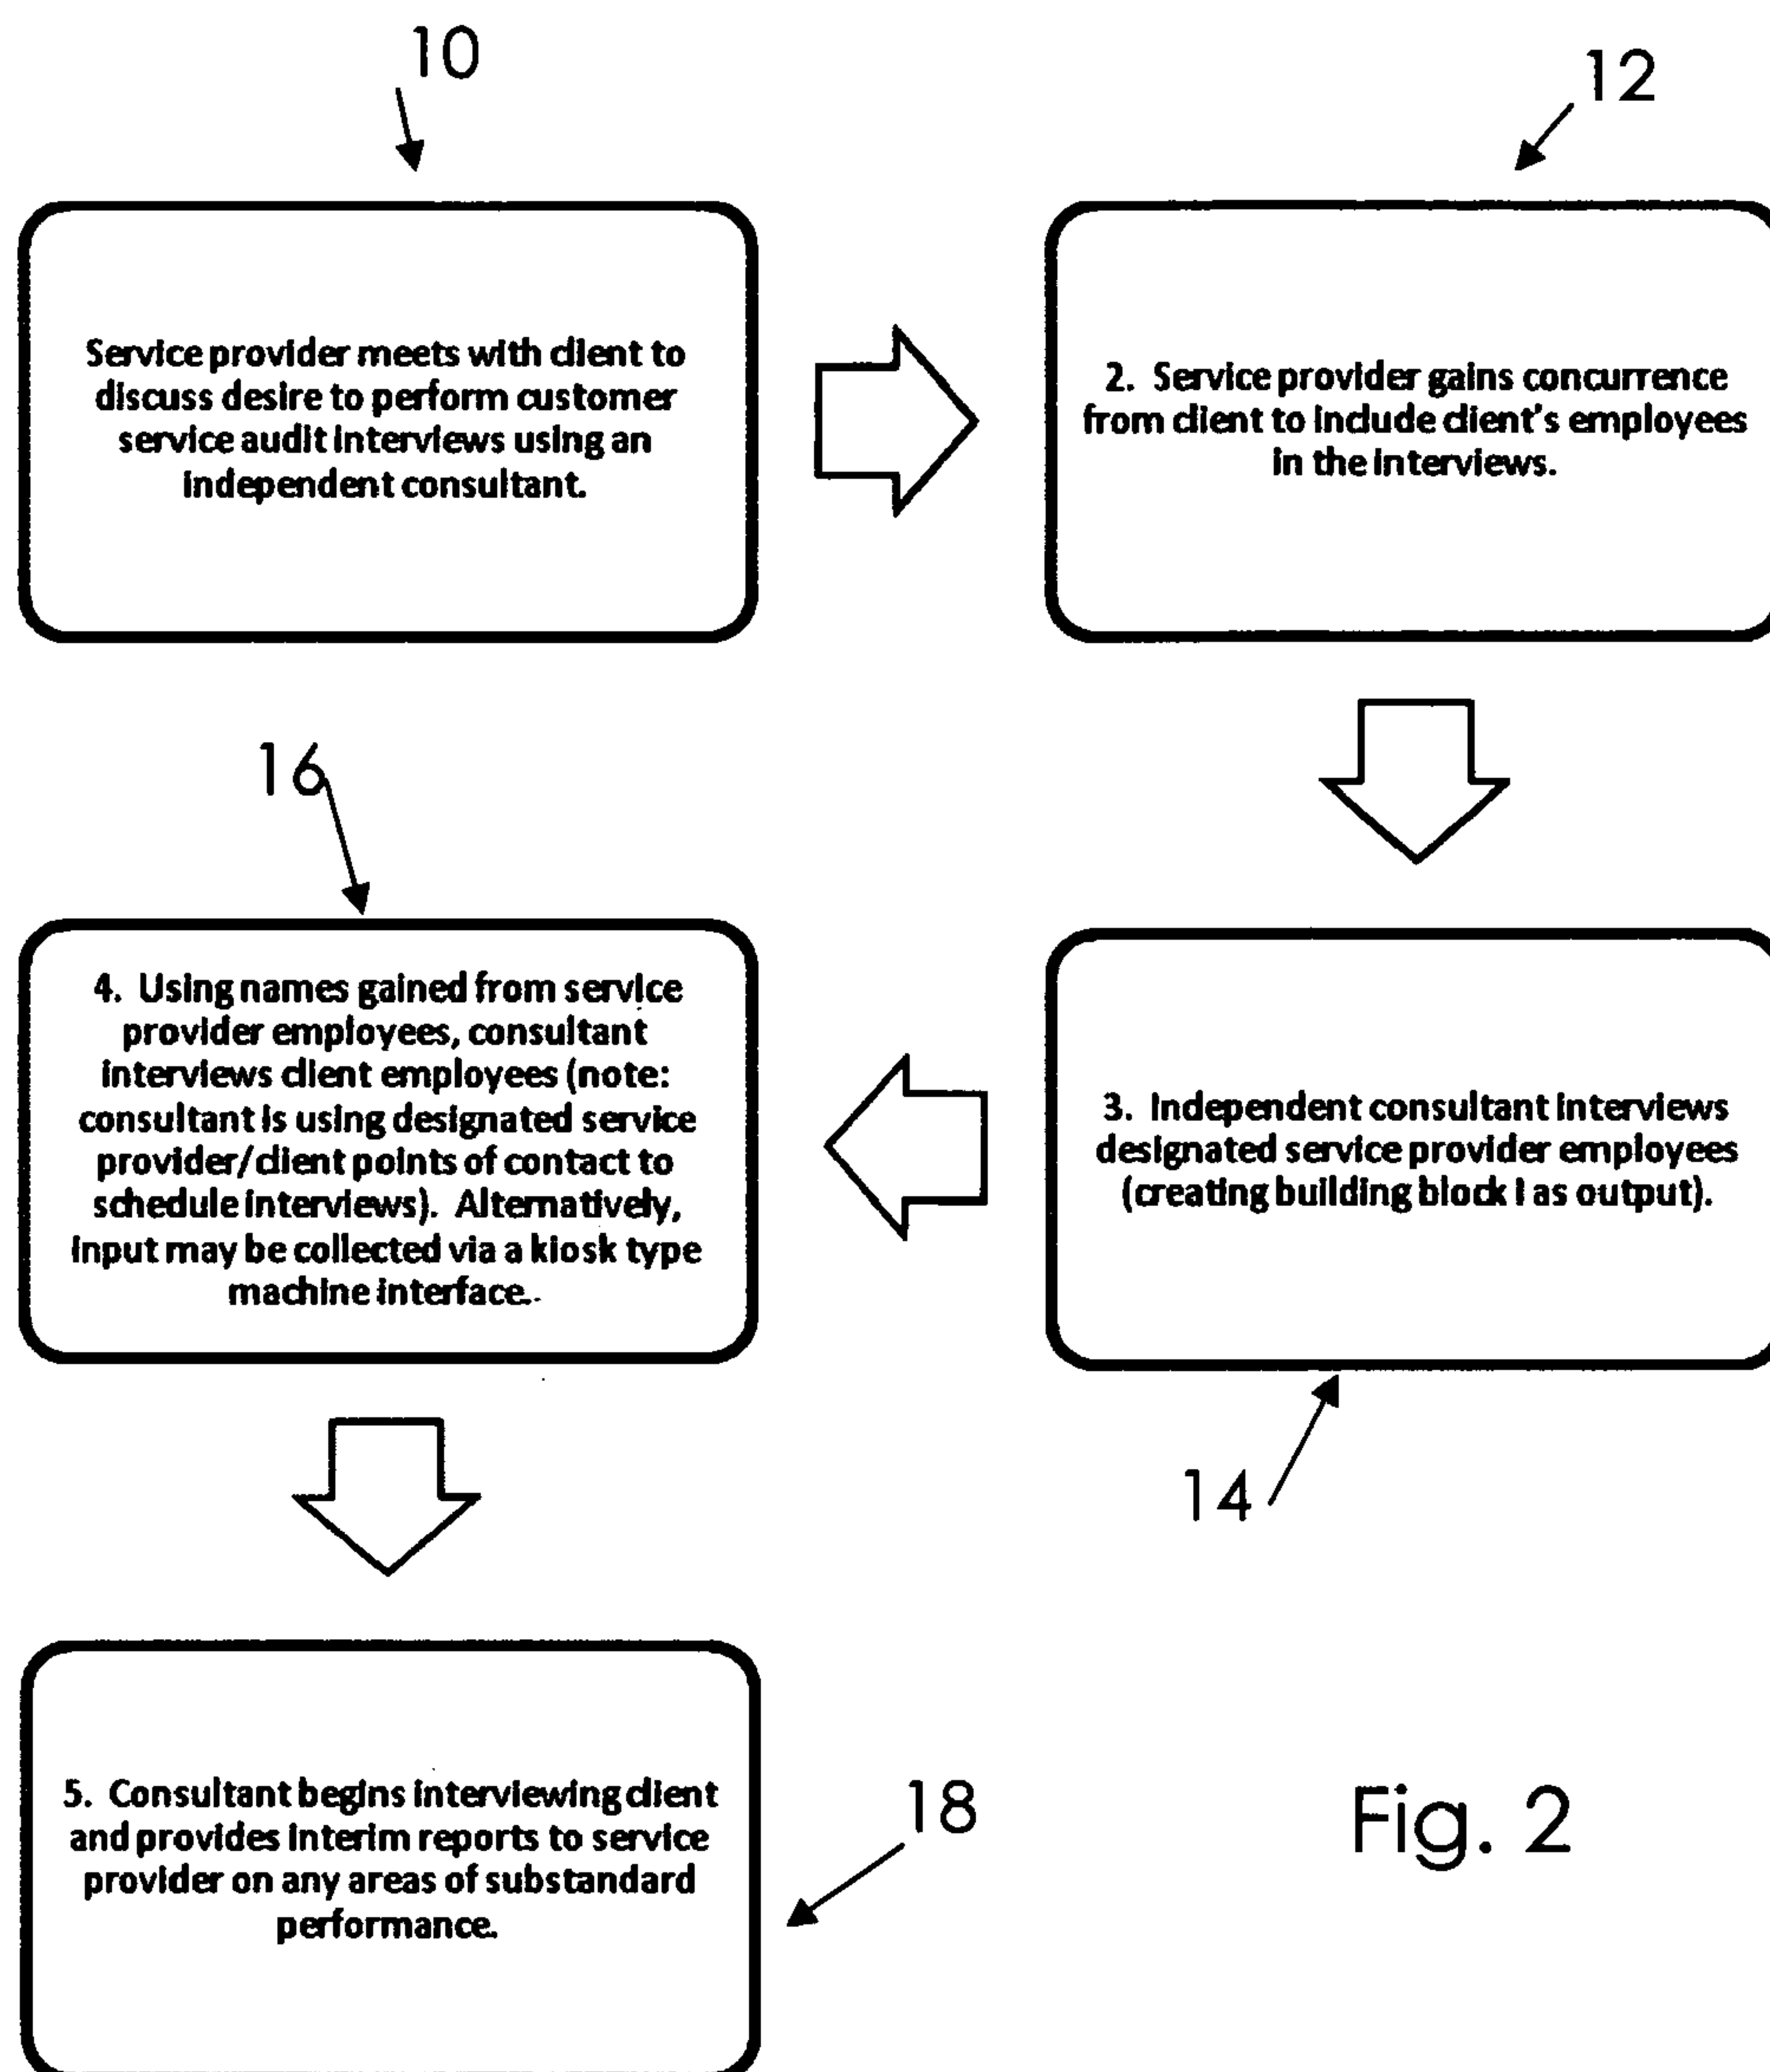 10
Service provider meets with client to
discuss desire to perform customer
service audit interviews using an
independent consultant.
12
2. Service provider gains concurrence
from client to include client's employees
in the interviews.
16
4. Using names gained from service
provider employees, consultant
interviews client employees (note:
consultant is using designated service
provider/client points of contact to
schedule interviews). Alternatively,
input may be collected via a kiosk type
machine interface.
3. Independent consultant interviews
designated service provider employees
(creating building block I as output).
14
5. Consultant begins interviewing client
and provides interim reports to service
provider on any areas of substandard
performance.
18
Fig. 2